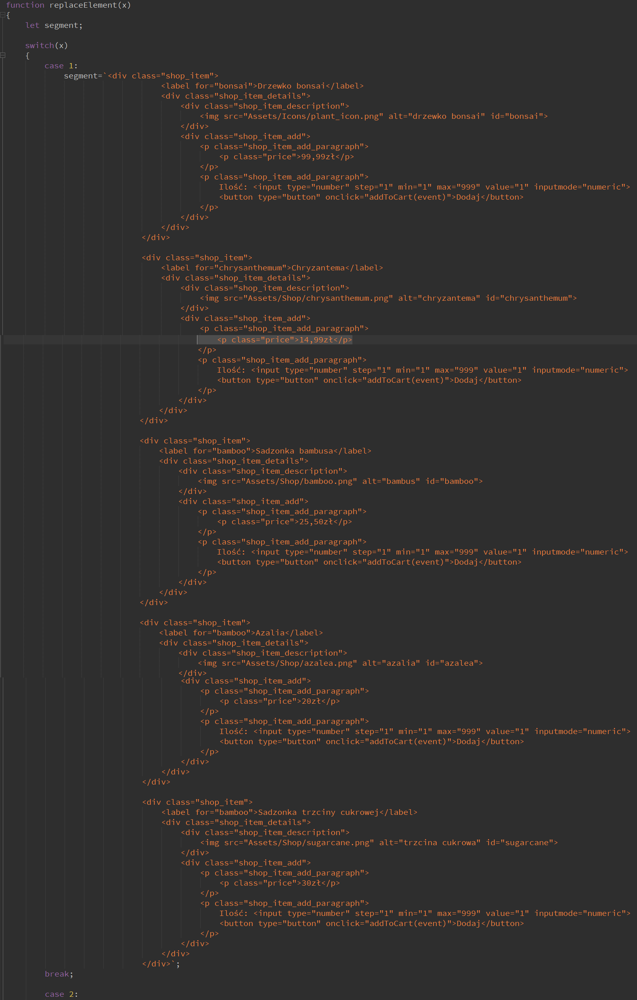 function replaceElement(x)
{
    let segment;

    switch(x)
    {
        case 1:
            segment=`<div class="shop_item">
                                <label for="bonsai">Drzewko bonsai</label>
                                <div class="shop_item_details">
                                    <div class="shop_item_description">
                                        <img src="Assets/Icons/plant_icon.png" alt="drzewko bonsai" id="bonsai">
                                    </div>
                                    <div class="shop_item_add">
                                        <p class="shop_item_add_paragraph">
                                            <p class="price">99,99zł</p>
                                        </p>
                                        <p class="shop_item_add_paragraph">
                                            Ilość: <input type="number" step="1" min="1" max="999" value="1" inputmode="numeric">
                                            <button type="button" onclick="addToCart(event)">Dodaj</button>
                                        </p>
                                    </div>
                                </div>
                            </div>

                            <div class="shop_item">
                                <label for="chrysanthemum">Chryzantema</label>
                                <div class="shop_item_details">
                                    <div class="shop_item_description">
                                        <img src="Assets/Shop/chrysanthemum.png" alt="chryzantema" id="chrysanthemum">
                                    </div>
                                    <div class="shop_item_add">
                                        <p class="shop_item_add_paragraph">
                                            <p class="price">14,99zł</p>
                                        </p>
                                        <p class="shop_item_add_paragraph">
                                            Ilość: <input type="number" step="1" min="1" max="999" value="1" inputmode="numeric">
                                            <button type="button" onclick="addToCart(event)">Dodaj</button>
                                        </p>
                                    </div>
                                </div>
                            </div>

                            <div class="shop_item">
                                <label for="bamboo">Sadzonka bambusa</label>
                                <div class="shop_item_details">
                                    <div class="shop_item_description">
                                        <img src="Assets/Shop/bamboo.png" alt="bambus" id="bamboo">
                                    </div>
                                    <div class="shop_item_add">
                                        <p class="shop_item_add_paragraph">
                                            <p class="price">25,50zł</p>
                                        </p>
                                        <p class="shop_item_add_paragraph">
                                            Ilość: <input type="number" step="1" min="1" max="999" value="1" inputmode="numeric">
                                            <button type="button" onclick="addToCart(event)">Dodaj</button>
                                        </p>
                                    </div>
                                </div>
                            </div>

                            <div class="shop_item">
                                <label for="bamboo">Azalia</label>
                                <div class="shop_item_details">
                                    <div class="shop_item_description">
                                        <img src="Assets/Shop/azalea.png" alt="azalia" id="azalea">
                                    </div>
                                    <div class="shop_item_add">
                                        <p class="shop_item_add_paragraph">
                                            <p class="price">20zł</p>
                                        </p>
                                        <p class="shop_item_add_paragraph">
                                            Ilość: <input type="number" step="1" min="1" max="999" value="1" inputmode="numeric">
                                            <button type="button" onclick="addToCart(event)">Dodaj</button>
                                        </p>
                                    </div>
                                </div>
                            </div>

                            <div class="shop_item">
                                <label for="bamboo">Sadzonka trzciny cukrowej</label>
                                <div class="shop_item_details">
                                    <div class="shop_item_description">
                                        <img src="Assets/Shop/sugarcane.png" alt="trzcina cukrowa" id="sugarcane">
                                    </div>
                                    <div class="shop_item_add">
                                        <p class="shop_item_add_paragraph">
                                            <p class="price">30zł</p>
                                        </p>
                                        <p class="shop_item_add_paragraph">
                                            Ilość: <input type="number" step="1" min="1" max="999" value="1" inputmode="numeric">
                                            <button type="button" onclick="addToCart(event)">Dodaj</button>
                                        </p>
                                    </div>
                                </div>
                            </div>`;
        break;

        case 2: